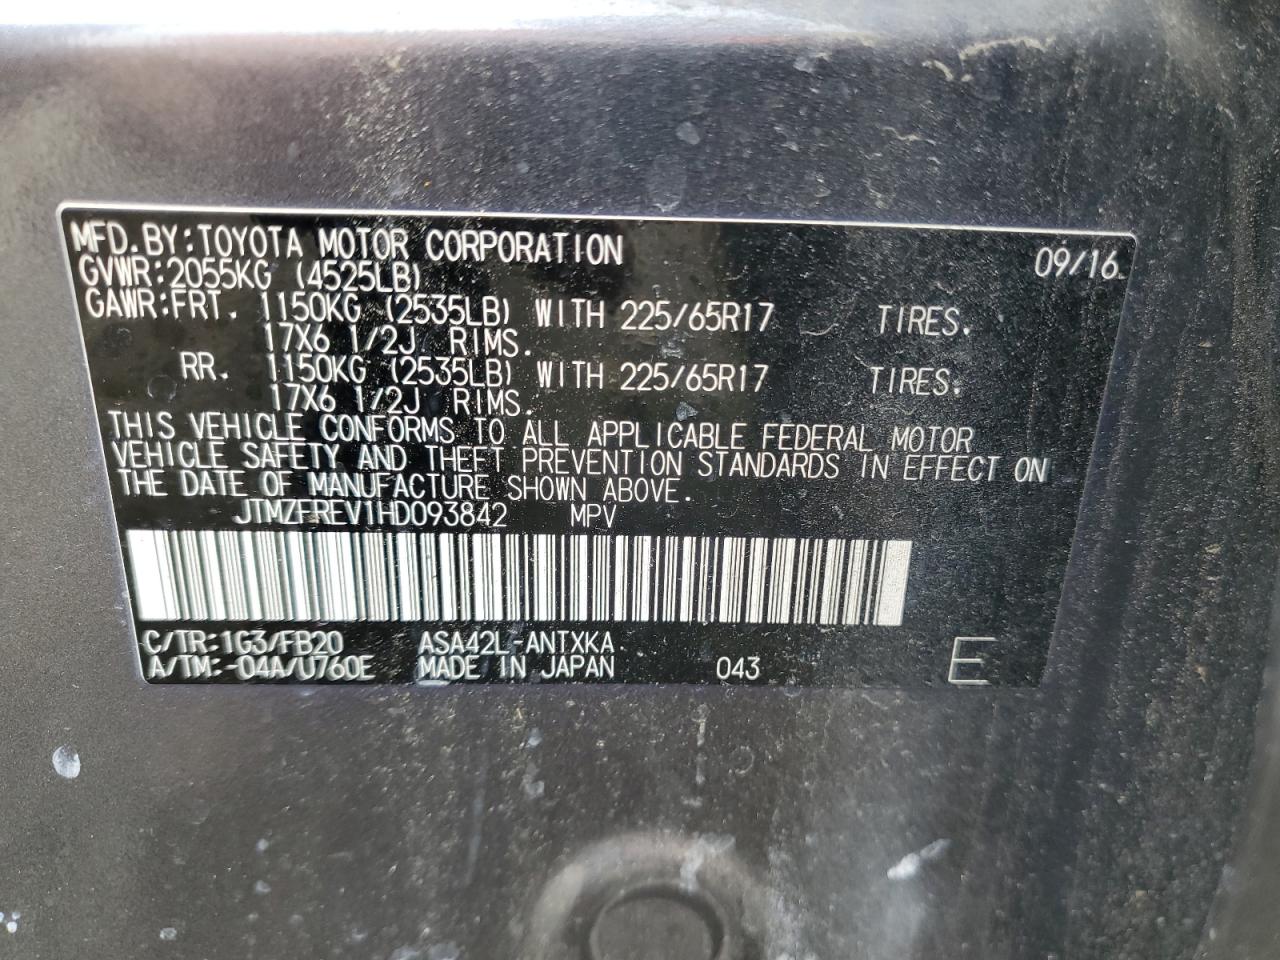 MFD.BY:TOYOTA MOTOR CORPORATION 09/16
GVWR:2055KG (4525LB)
GAWR:FRT. 1150KG (2535LB) WITH 225/65R17 TIRES.
17X6 1/2J RIMS.
RR. 1150KG (2535LB) WITH 225/65R17 TIRES.
17X6 1/2J RIMS.
THIS VEHICLE CONFORMS TO ALL APPLICABLE FEDERAL MOTOR
VEHICLE SAFETY AND THEFT PREVENTION STANDARDS IN EFFECT ON
THE DATE OF MANUFACTURE SHOWN ABOVE.
JTMZFREV1HD093842 MPV
C/TR:1G3/FB20 ASA42L-ANTXKA
A/TM:-04A/U760E MADE IN JAPAN 043 E